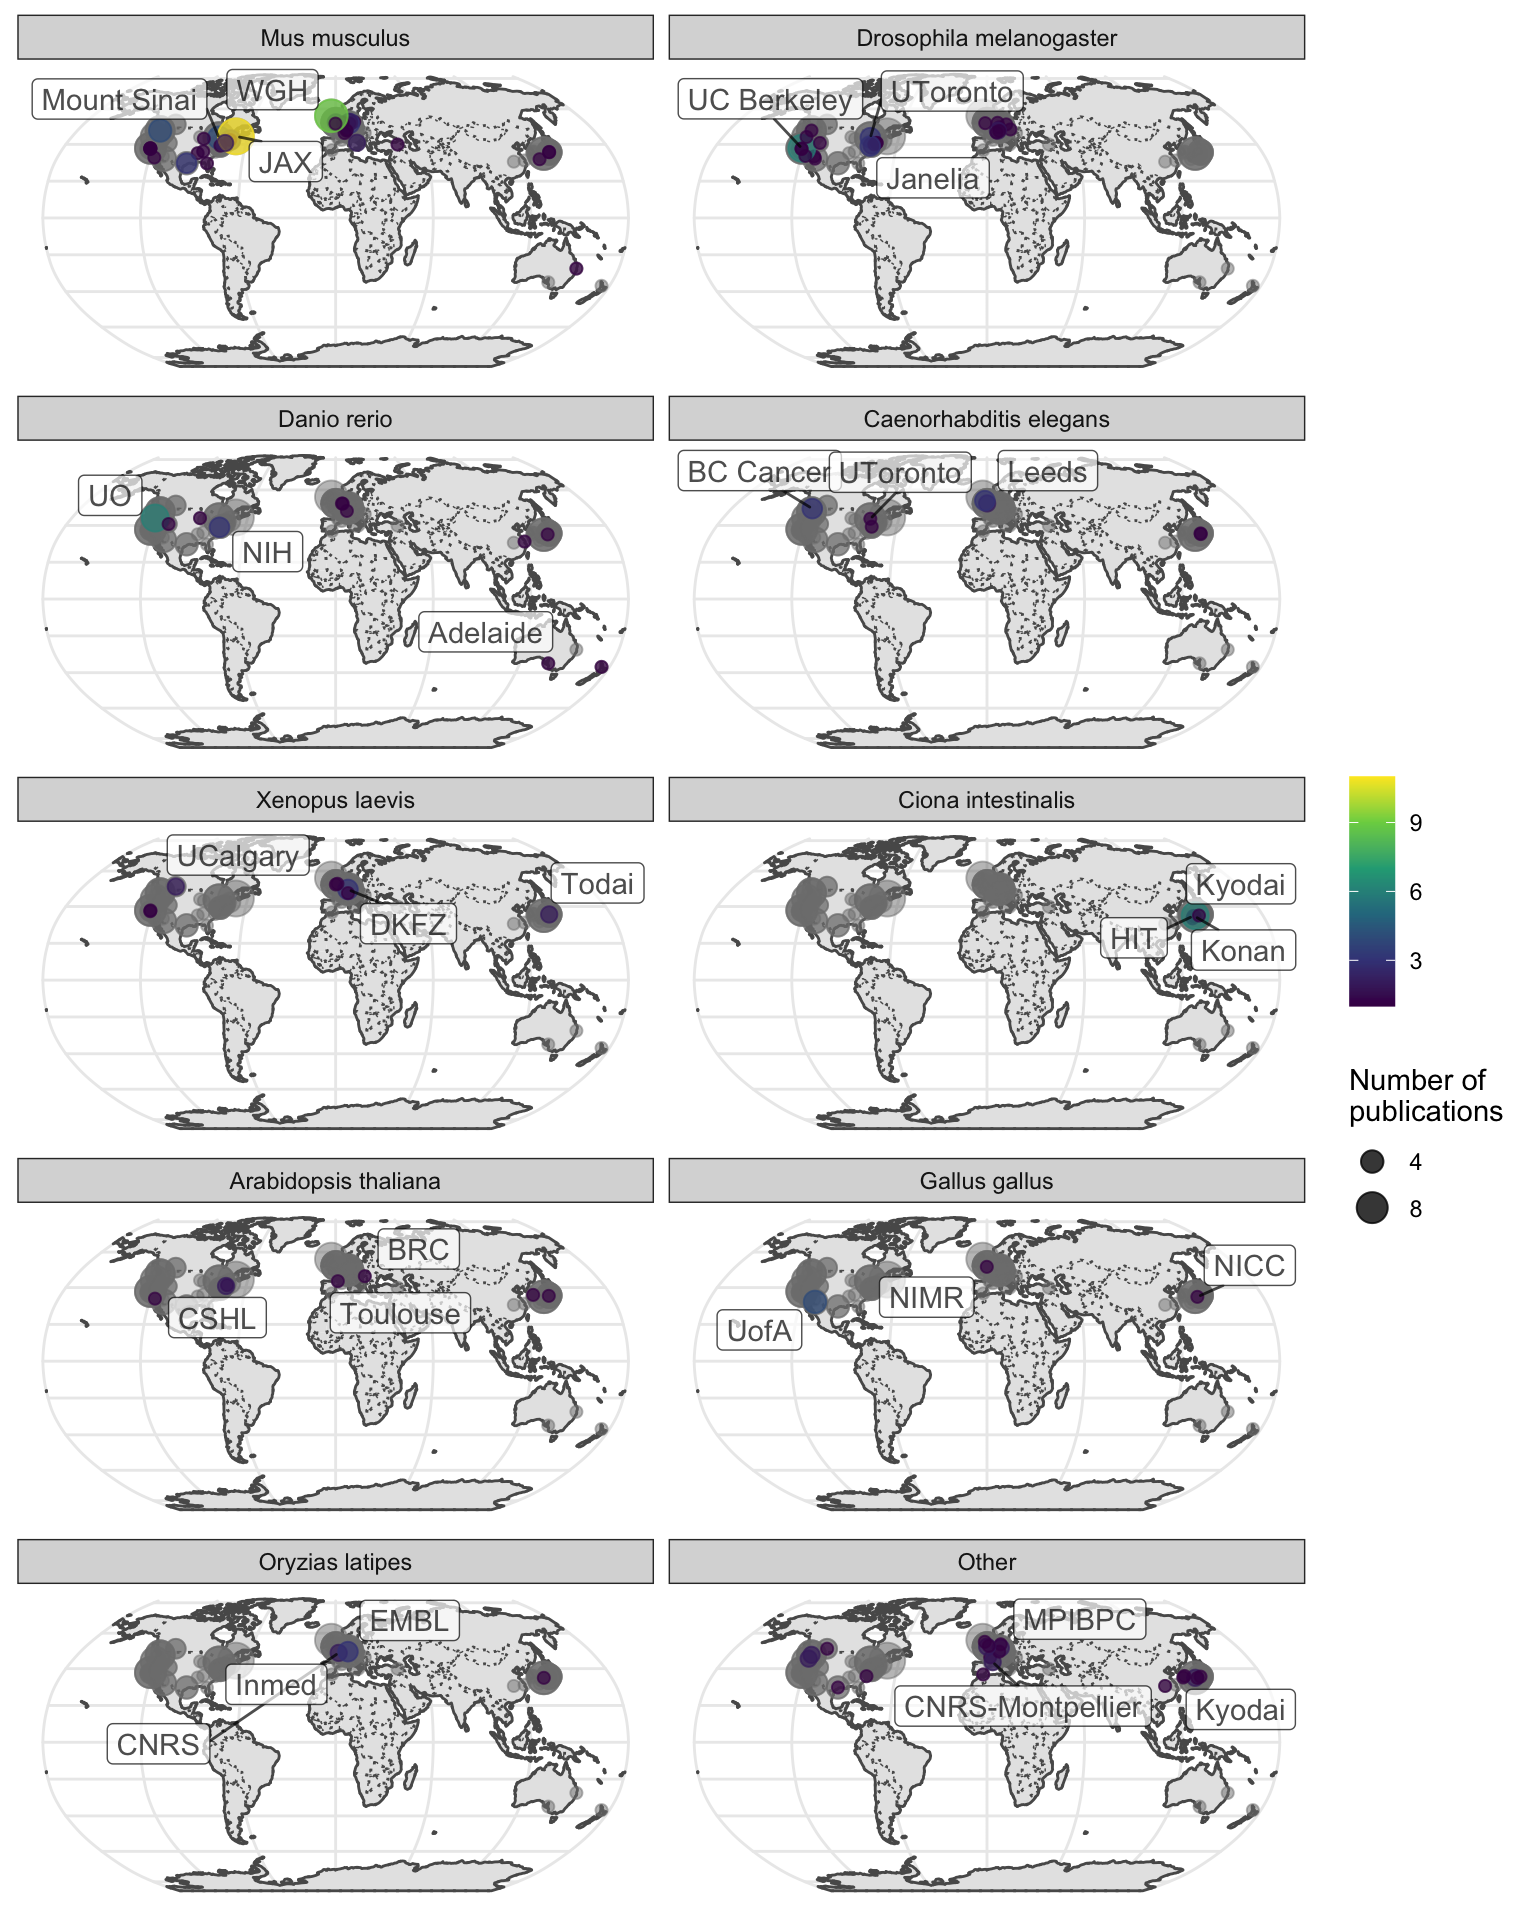 Mus musculus
Drosophila melanogaster
Mount Sinai
WGH
JAX
UC Berkeley
UToronto
Janelia
Danio rerio
Caenorhabditis elegans
UO
NIH
Adelaide
BC Cancer
UToronto
Leeds
Xenopus laevis
Ciona intestinalis
UCalgary
Todai
DKFZ
Kyodai
HIT
Konan
9
6
3
Number of
publications
4
8
Arabidopsis thaliana
Gallus gallus
BRC
CSHL
Toulouse
NICC
NIMR
UofA
Oryzias latipes
Other
EMBL
Inmed
CNRS
MPIBPC
CNRS-Montpellier
Kyodai